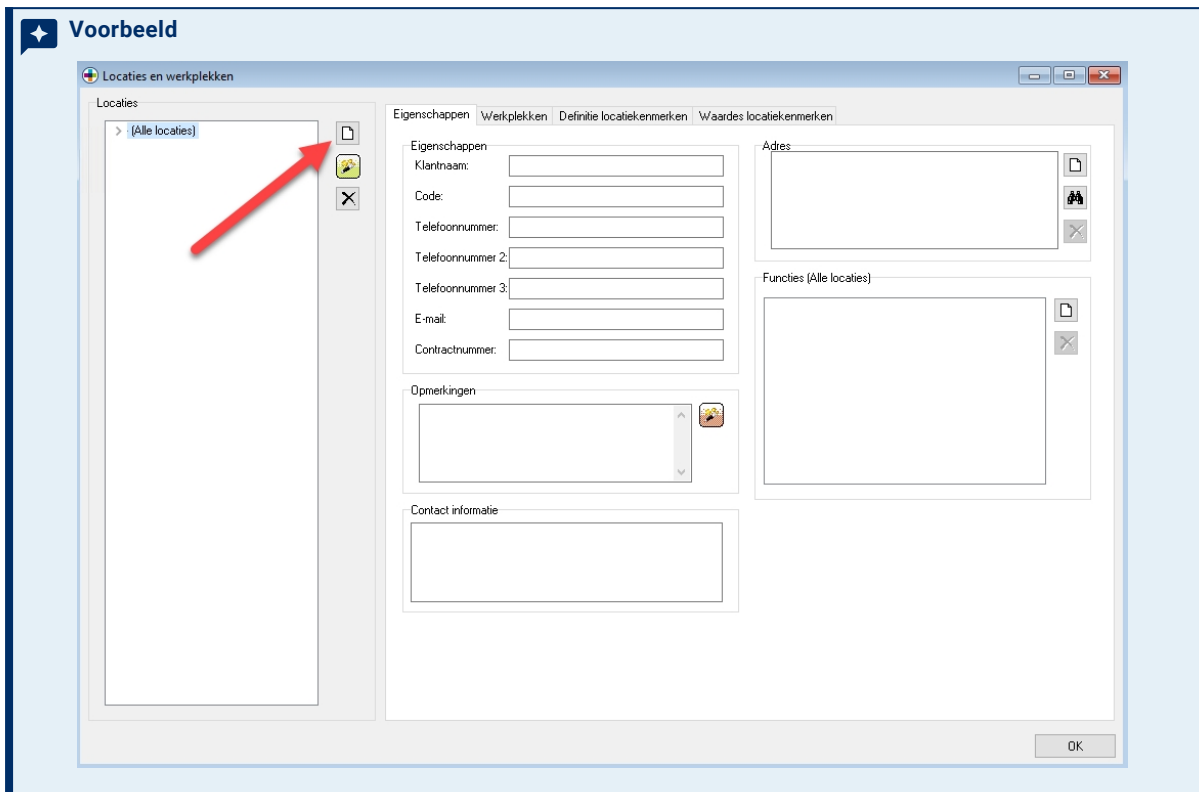 Voorbeeld
Locaties en werkplekken
Locaties
(Alle locaties)
Eigenschappen
Werkplekken
Definitie locatiekenmerken
Waardes locatiekenmerken
Eigenschappen
Klantnaam:
Code:
Telefoonnummer:
Telefoonnummer 2:
Telefoonnummer 3:
E-mail:
Contractnummer:
Opmerkingen
Contact informatie
Adres
Functies (Alle locaties)
OK